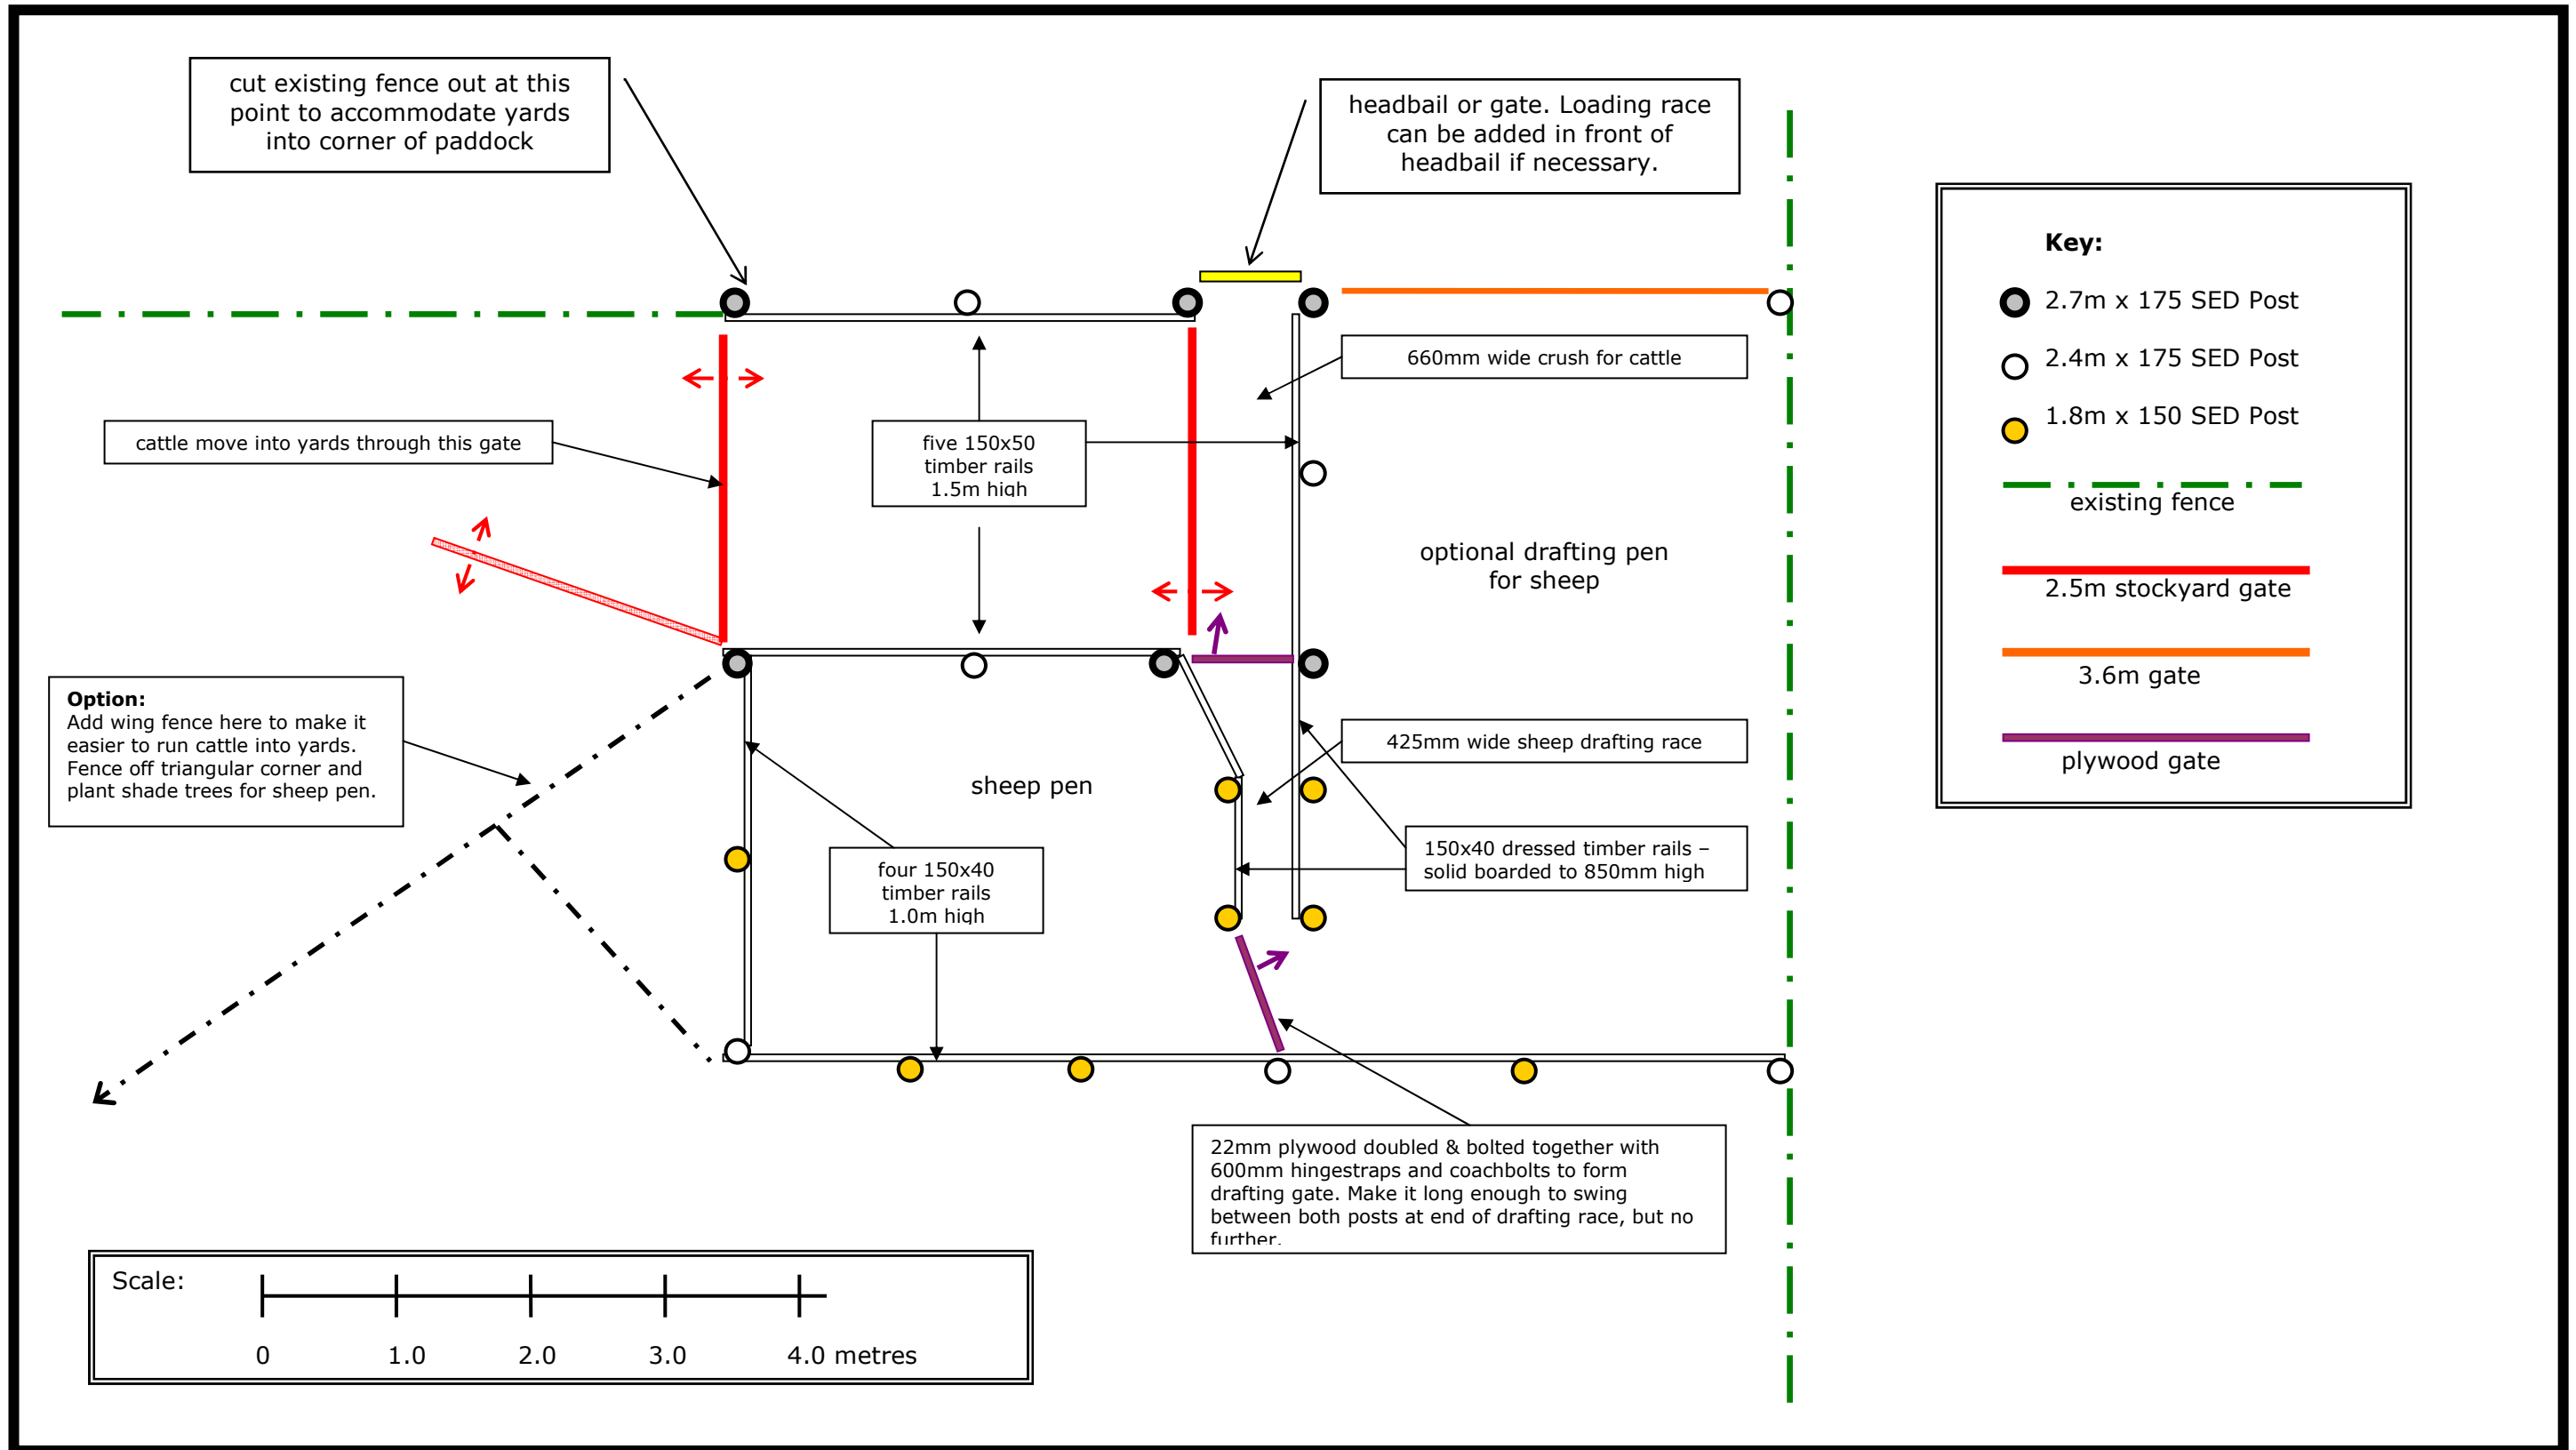 cut existing fence out at this
point to accommodate yards
into corner of paddock
headbail or gate. Loading race
can be added in front of
headbail if necessary.
Key:
2.7m x 175 SED Post
2.4m x 175 SED Post
1.8m x 150 SED Post
existing fence
2.5m stockyard gate
3.6m gate
plywood gate
660mm wide crush for cattle
cattle move into yards through this gate
five 150x50
timber rails
1.5m high
optional drafting pen
for sheep
Option:
Add wing fence here to make it
easier to run cattle into yards.
Fence off triangular corner and
plant shade trees for sheep pen.
425mm wide sheep drafting race
sheep pen
four 150x40
timber rails
1.0m high
150x40 dressed timber rails –
solid boarded to 850mm high
22mm plywood doubled & bolted together with
600mm hingestraps and coachbolts to form
drafting gate. Make it long enough to swing
between both posts at end of drafting race, but no
further.
Scale:
0 1.0 2.0 3.0 4.0 metres